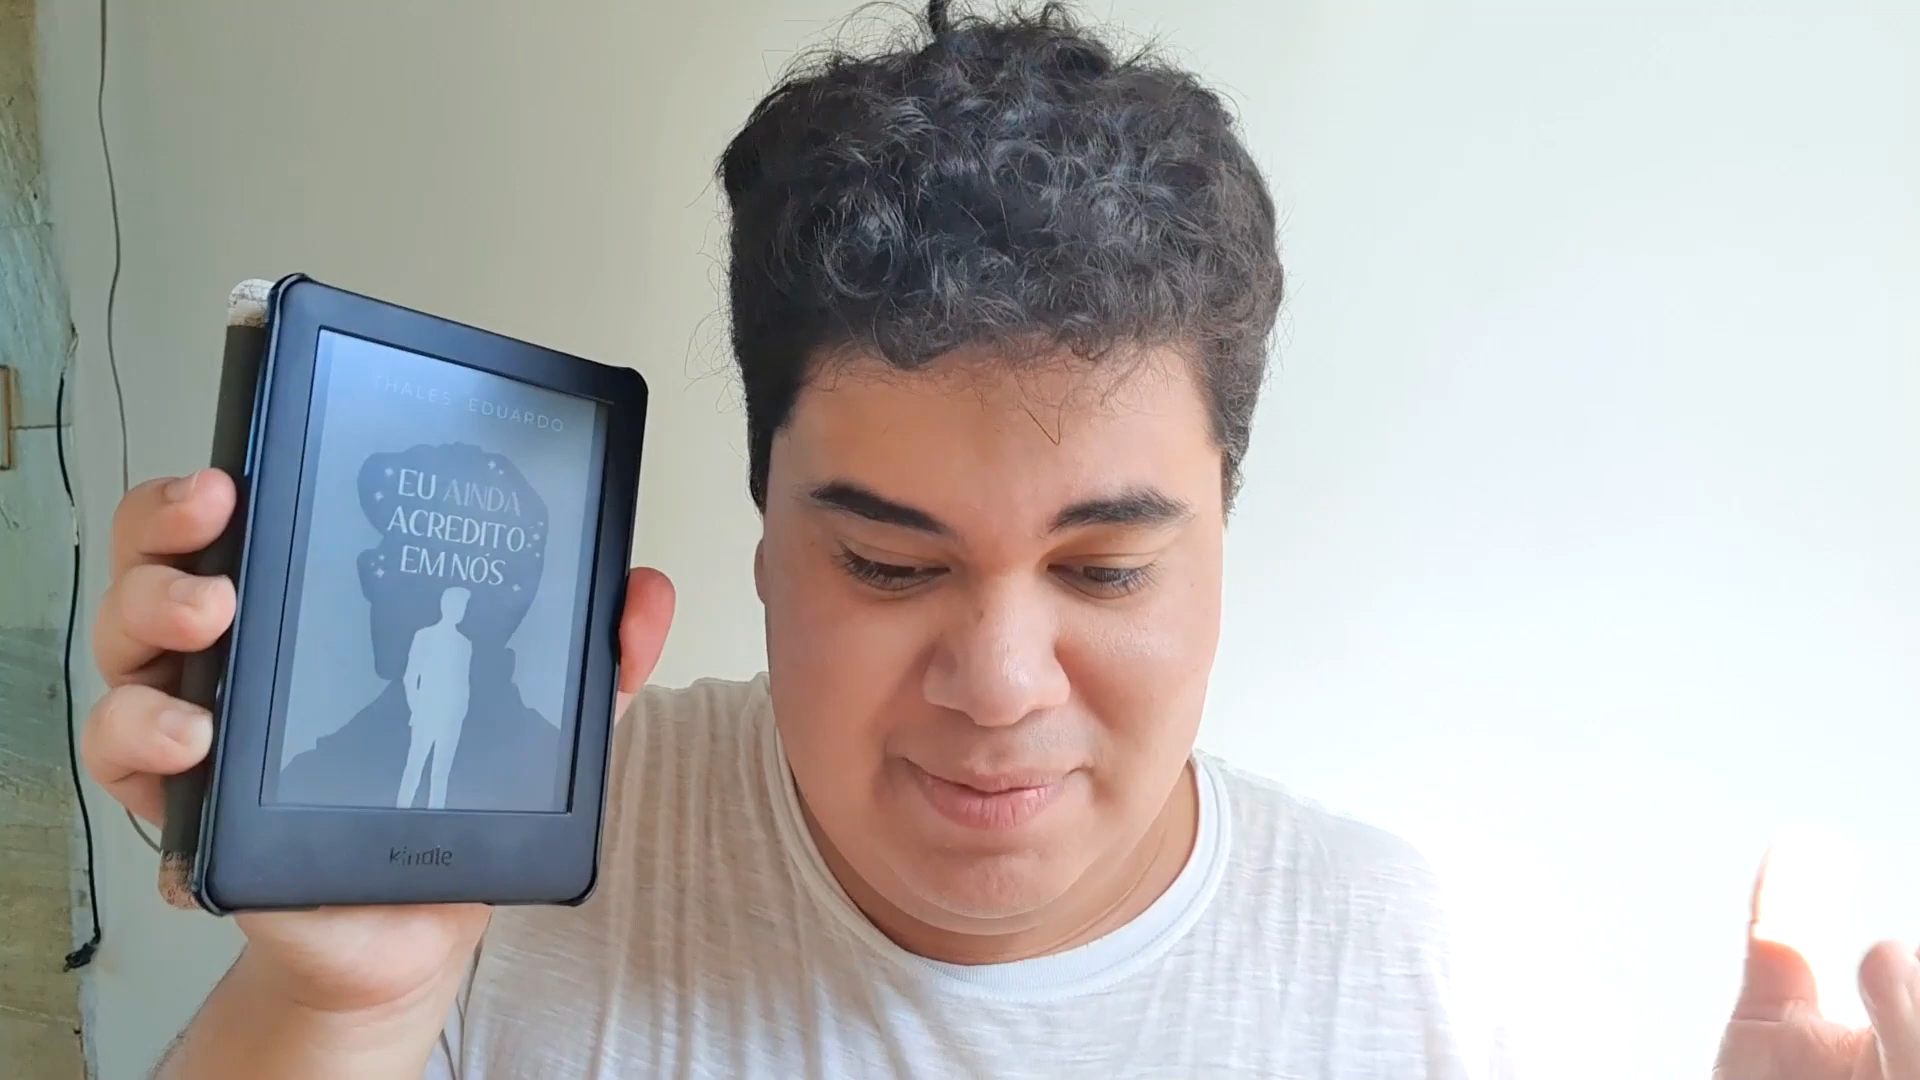 THALES EDUARDO
EU AINDA
ACREDITO
EM NÓS
kindle